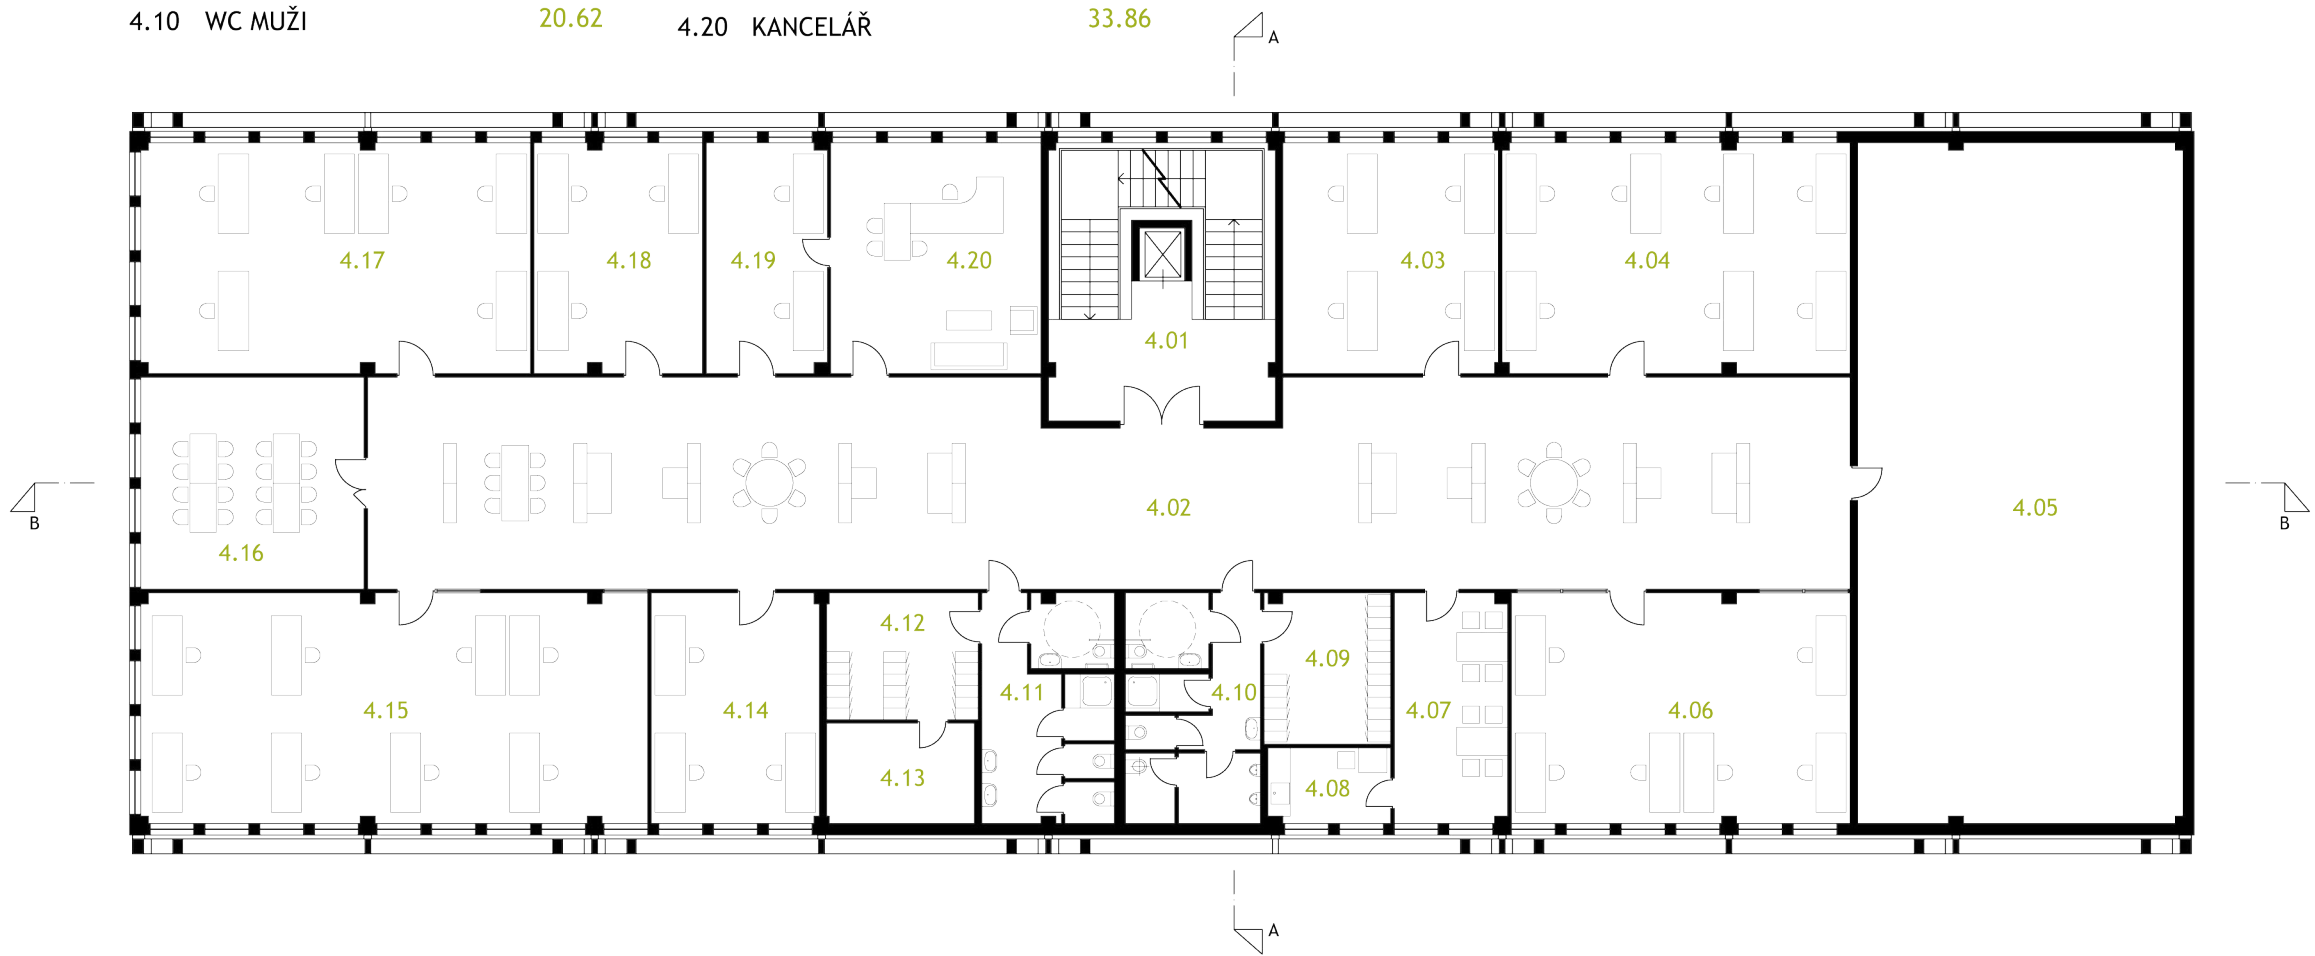 4.10 WC MUŽI 20.62 4.20 KANCELÁŘ 33.86
A
4.17 4.18 4.19 4.20 4.03 4.04
4.01
4.02 4.05
B B
4.16
4.12
4.09
4.11 4.10
4.15 4.14 4.07 4.06
4.13 4.08
A